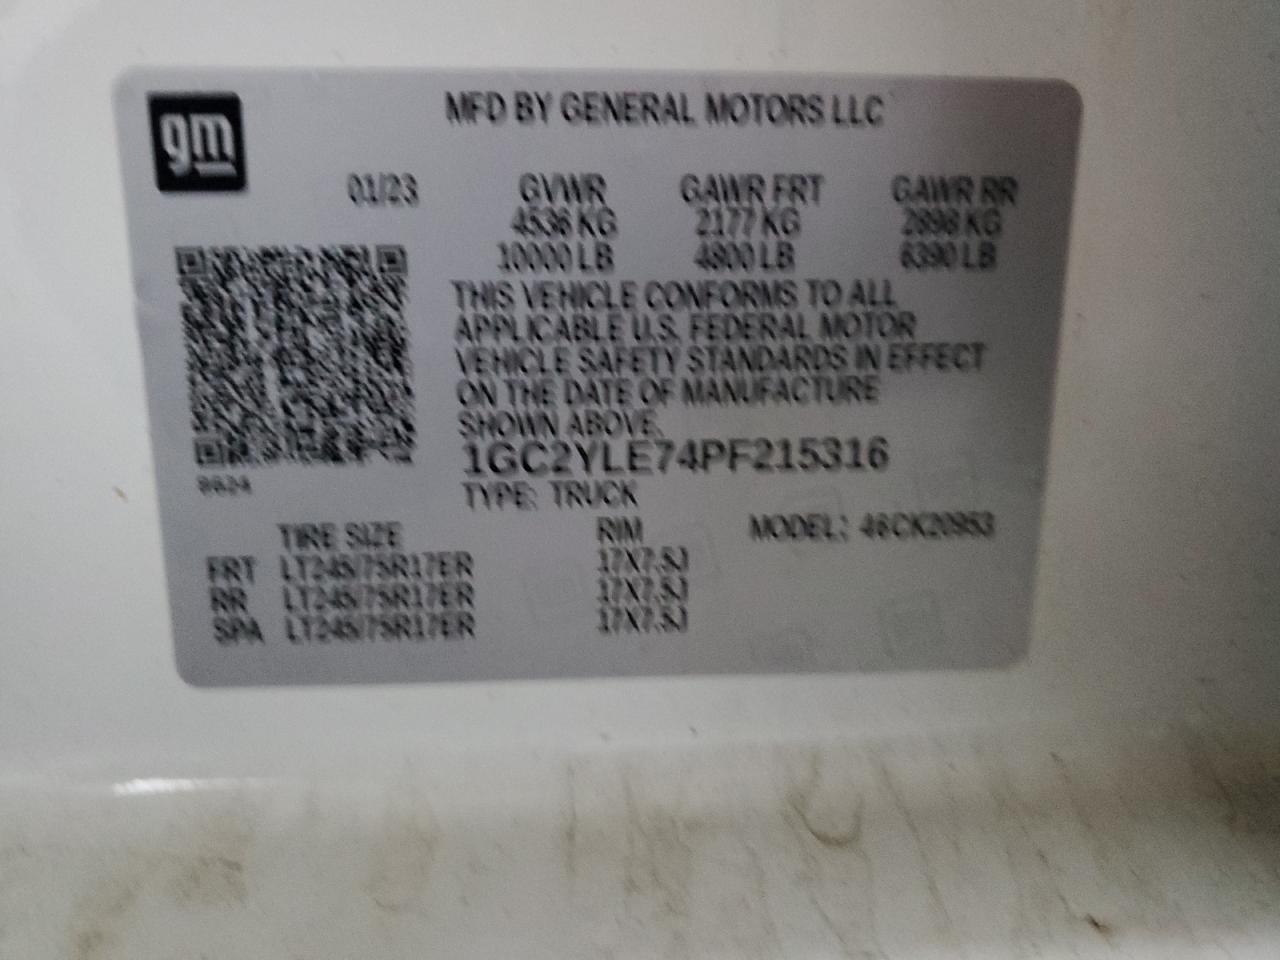 gm
MFD BY GENERAL MOTORS LLC
01/23 GVWR GAWR FRT GAWR RR
4536 KG 2177 KG 2898 KG
10000 LB 4800 LB 6390 LB
THIS VEHICLE CONFORMS TO ALL
APPLICABLE U.S. FEDERAL MOTOR
VEHICLE SAFETY STANDARDS IN EFFECT
ON THE DATE OF MANUFACTURE
SHOWN ABOVE.
1GC2YLE74PF215316
TYPE: TRUCK
TIRE SIZE RIM MODEL: 46CK20953
FRT LT245/75R17ER 17X7.5J
RR LT245/75R17ER 17X7.5J
SPA LT245/75R17ER 17X7.5J